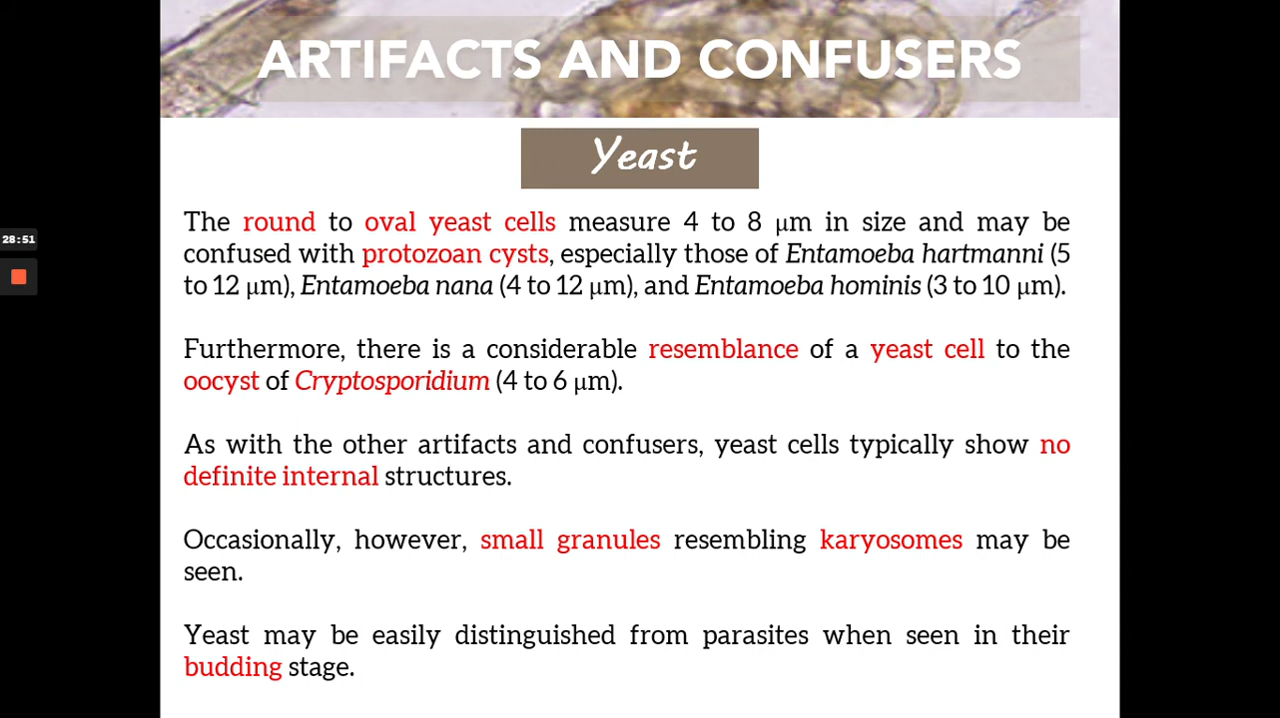 ARTIFACTS AND CONFUSERS
Yeast
The round to oval yeast cells measure 4 to 8 μm in size and may be
confused with protozoan cysts, especially those of Entamoeba hartmanni (5
to 12 μm), Entamoeba nana (4 to 12 μm), and Entamoeba hominis (3 to 10 μm).
Furthermore, there is a considerable resemblance of a yeast cell to the
oocyst of Cryptosporidium (4 to 6 μm).
As with the other artifacts and confusers, yeast cells typically show no
definite internal structures.
Occasionally, however, small granules resembling karyosomes may be
seen.
Yeast may be easily distinguished from parasites when seen in their
budding stage.
28:51